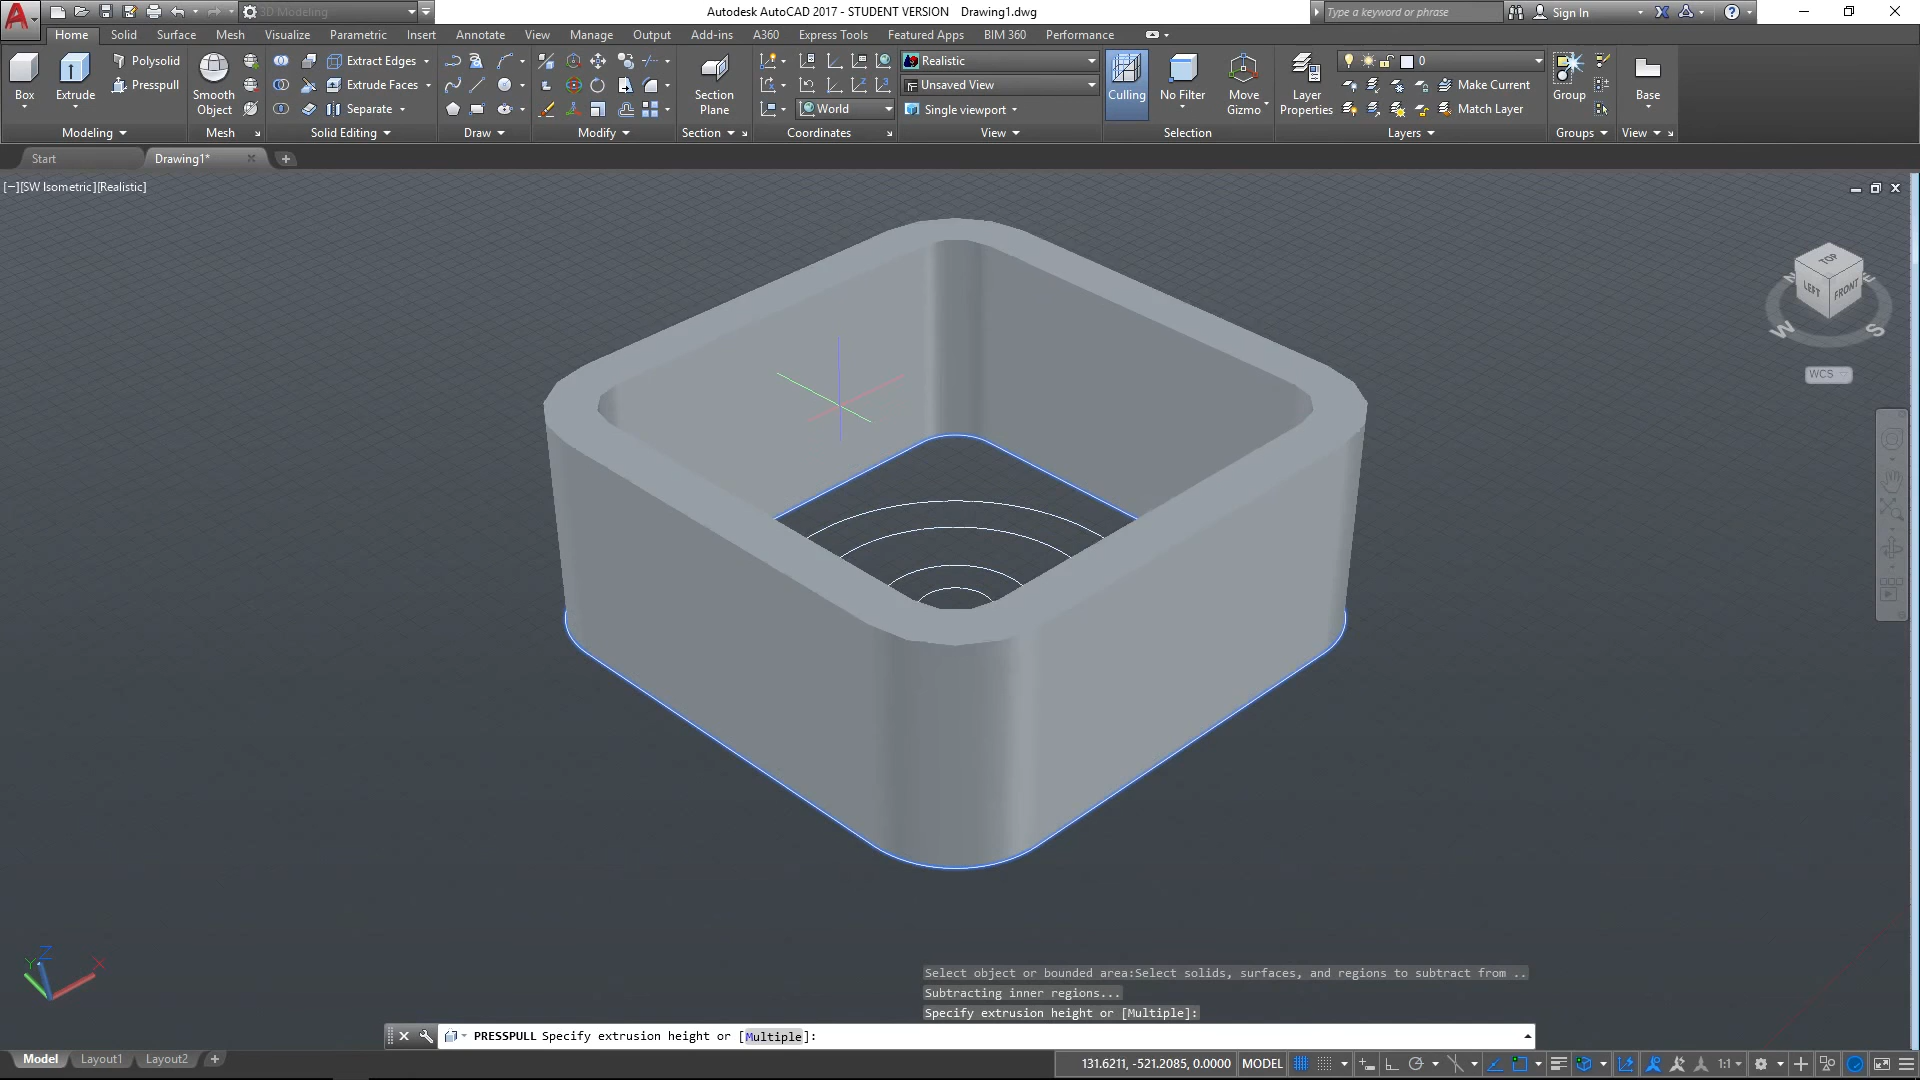 3D Modeling
Autodesk AutoCAD 2017 - STUDENT VERSION Drawing1.dwg
Type a keyword or phrase
Sign In
Home Solid Surface Mesh Visualize Parametric Insert Annotate View Manage Output Add-ins A360 Express Tools Featured Apps BIM 360 Performance
Polysolid Extract Edges Realistic 0
Presspull Extrude Faces Unsaved View Make Current
Box Extrude Smooth Object Separate Section Plane World Single viewport Culling No Filter Move Gizmo Layer Properties Match Layer Group Base
Modeling Mesh Solid Editing Draw Modify Section Coordinates View Selection Layers Groups View
Start Drawing1*
[−][SW Isometric][Realistic]
TOP
LEFT FRONT
N E
W S
WCS
Z
Y X
Select object or bounded area:Select solids, surfaces, and regions to subtract from ..
Subtracting inner regions...
Specify extrusion height or [Multiple]:
PRESSPULL Specify extrusion height or [Multiple]:
Model Layout1 Layout2
131.6211, -521.2085, 0.0000 MODEL 1:1